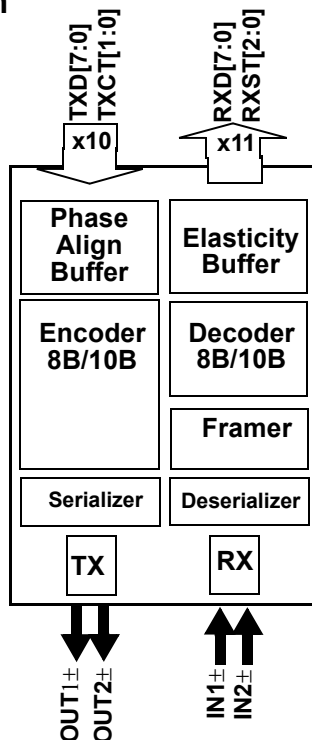 TXD[7:0]
TXCT[1:0]
RXD[7:0]
RXST[2:0]
x10
x11
Phase
Align
Buffer
Elasticity
Buffer
Encoder
8B/10B
Decoder
8B/10B
Framer
Serializer
Deserializer
TX
RX
OUT1±
OUT2±
IN1±
IN2±